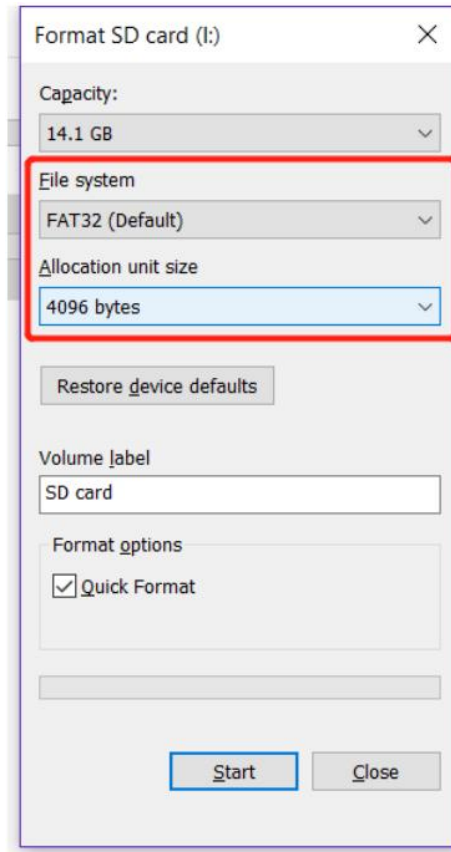 Format SD card (I:)
Capacity:
14.1 GB
File system
FAT32 (Default)
Allocation unit size
4096 bytes
Restore device defaults
Volume label
SD card
Format options
Quick Format
Start
Close